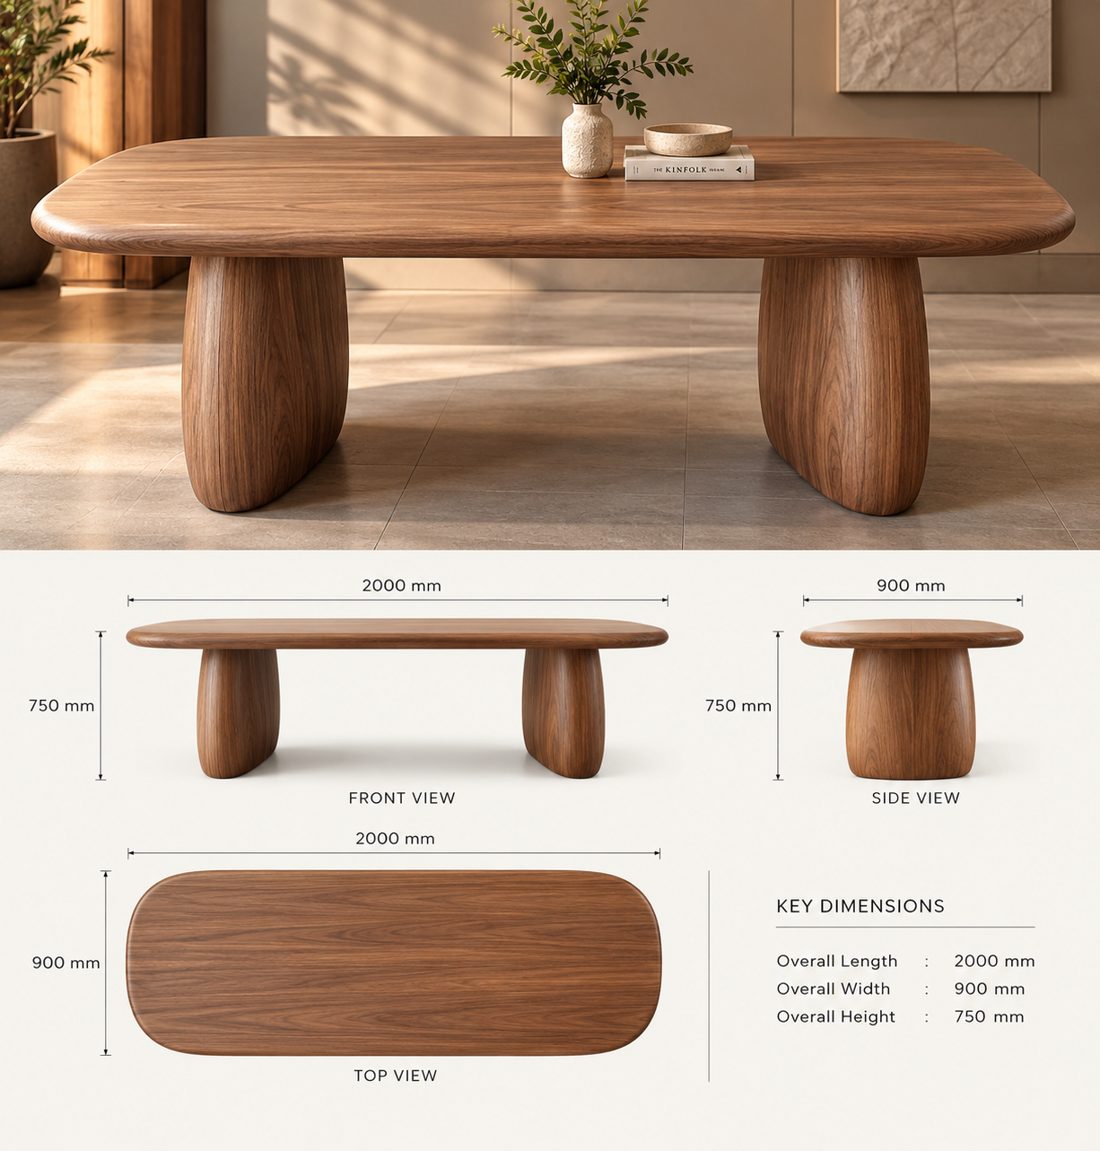 THE KINFOLK
2000 mm
900 mm
750 mm
750 mm
FRONT VIEW
SIDE VIEW
2000 mm
900 mm
TOP VIEW
KEY DIMENSIONS
Overall Length : 2000 mm
Overall Width : 900 mm
Overall Height : 750 mm